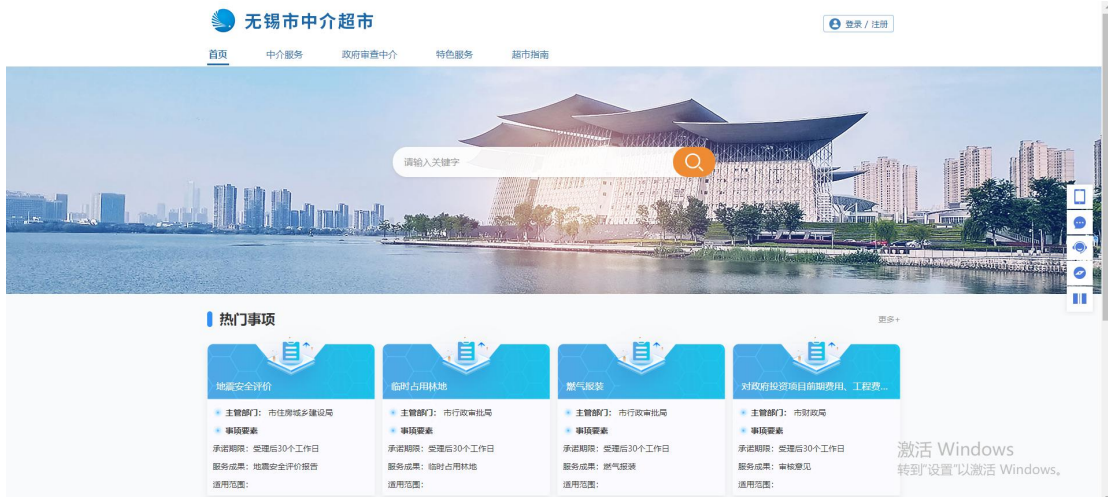 无锡市中介超市
登录 / 注册
首页 中介服务 政府审查中介 特色服务 超市指南
请输入关键字
热门事项
更多+
地震安全评价
主管部门: 市住房城乡建设局
事项要素
承诺期限: 受理后30个工作日
服务成果: 地震安全评价报告
适用范围:
临时占用林地
主管部门: 市行政审批局
事项要素
承诺期限: 受理后30个工作日
服务成果: 临时占用林地
适用范围:
燃气报装
主管部门: 市行政审批局
事项要素
承诺期限: 受理后30个工作日
服务成果: 燃气报装
适用范围:
对政府投资项目前期费用、工程费...
主管部门: 市财政局
事项要素
承诺期限: 受理后30个工作日
服务成果: 审核意见
适用范围:
激活 Windows
转到"设置"以激活 Windows。